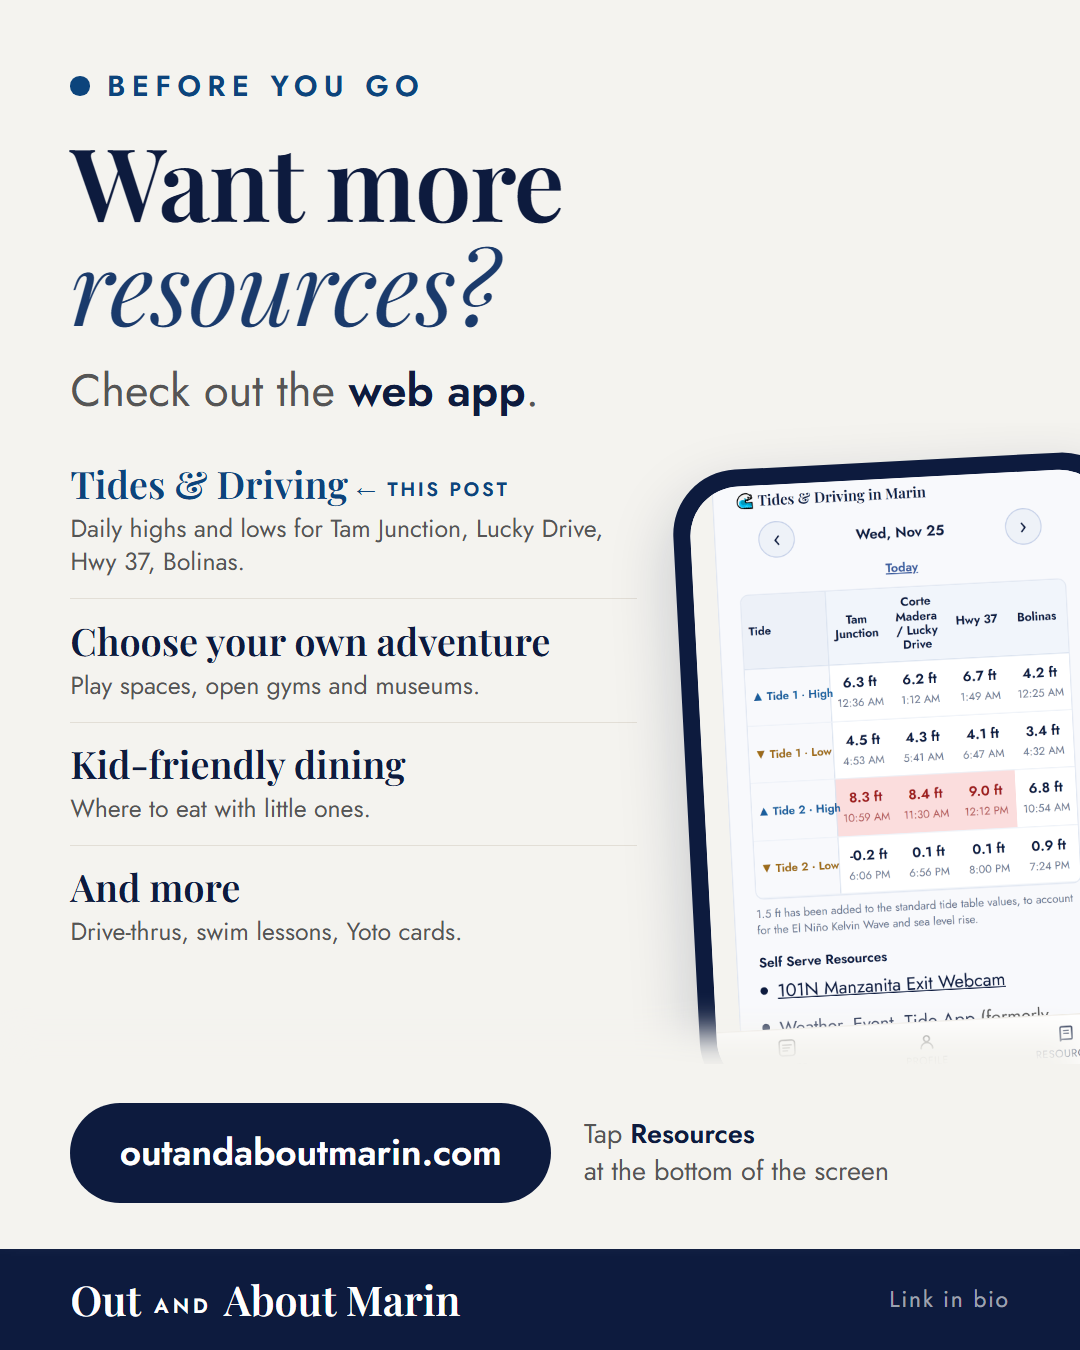 BEFORE YOU GO
Want more
resources?
Check out the web app.
Tides & Driving ← THIS POST
Daily highs and lows for Tam Junction, Lucky Drive,
Hwy 37, Bolinas.
Choose your own adventure
Play spaces, open gyms and museums.
Kid-friendly dining
Where to eat with little ones.
And more
Drive-thrus, swim lessons, Yoto cards.
🌊 Tides & Driving in Marin
‹ Wed, Nov 25 ›
Today
Tide
Tam
Junction
Corte
Madera
/ Lucky
Drive
Hwy 37
Bolinas
▲ Tide 1 · High
6.3 ft 6.2 ft 6.7 ft 4.2 ft
12:36 AM 1:12 AM 1:49 AM 12:25 AM
▼ Tide 1 · Low
4.5 ft 4.3 ft 4.1 ft 3.4 ft
4:53 AM 5:41 AM 6:47 AM 4:32 AM
▲ Tide 2 · High
8.3 ft 8.4 ft 9.0 ft 6.8 ft
10:59 AM 11:30 AM 12:12 PM 10:54 AM
▼ Tide 2 · Low
-0.2 ft 0.1 ft 0.1 ft 0.9 ft
6:06 PM 6:56 PM 8:00 PM 7:24 PM
1.5 ft has been added to the standard tide table values, to account
for the El Niño Kelvin Wave and sea level rise.
Self Serve Resources
• 101N Manzanita Exit Webcam
• Weather, Event, Tide App (formerly
RESOURC
outandaboutmarin.com
Tap Resources
at the bottom of the screen
Out AND About Marin
Link in bio